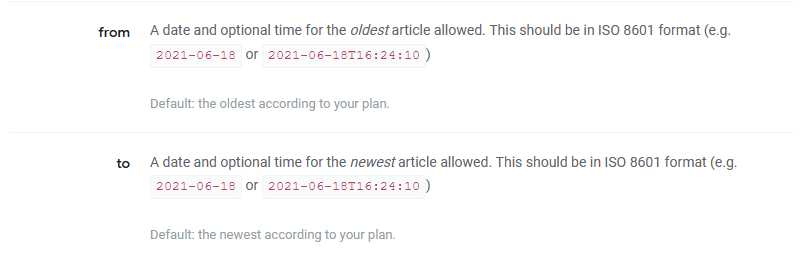 from A date and optional time for the oldest article allowed. This should be in ISO 8601 format (e.g.
2021-06-18 or 2021-06-18T16:24:10 )
Default: the oldest according to your plan.
to A date and optional time for the newest article allowed. This should be in ISO 8601 format (e.g.
2021-06-18 or 2021-06-18T16:24:10 )
Default: the newest according to your plan.